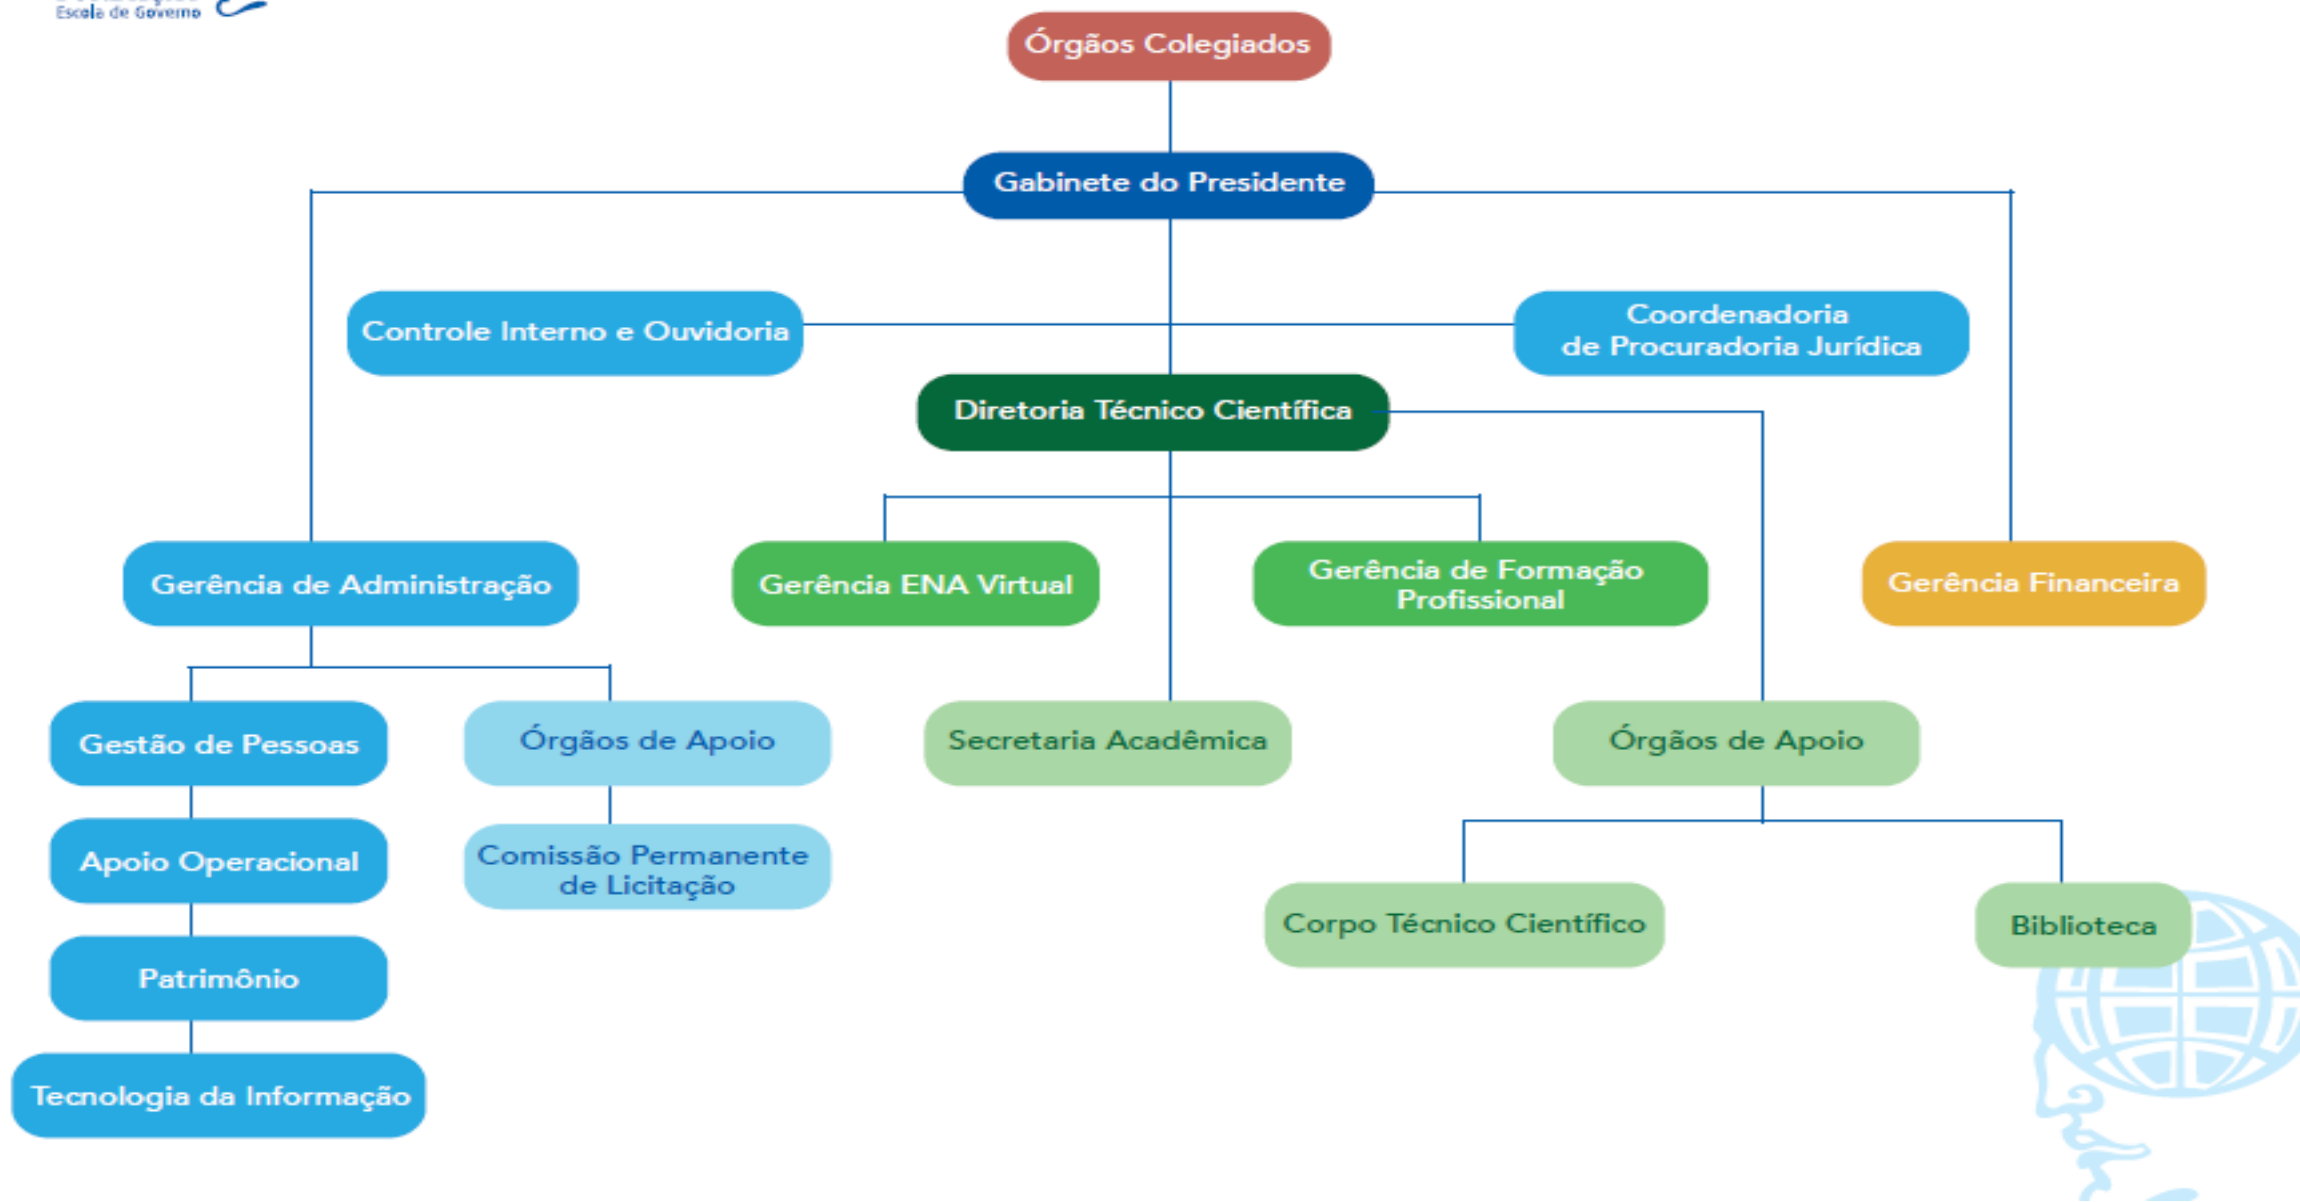 Escola de Governo
Órgãos Colegiados
Gabinete do Presidente
Controle Interno e Ouvidoria
Coordenadoria
de Procuradoria Jurídica
Diretoria Técnico Científica
Gerência de Administração
Gerência ENA Virtual
Gerência de Formação
Profissional
Gerência Financeira
Gestão de Pessoas
Órgãos de Apoio
Secretaria Acadêmica
Órgãos de Apoio
Apoio Operacional
Comissão Permanente
de Licitação
Corpo Técnico Científico
Biblioteca
Patrimônio
Tecnologia da Informação